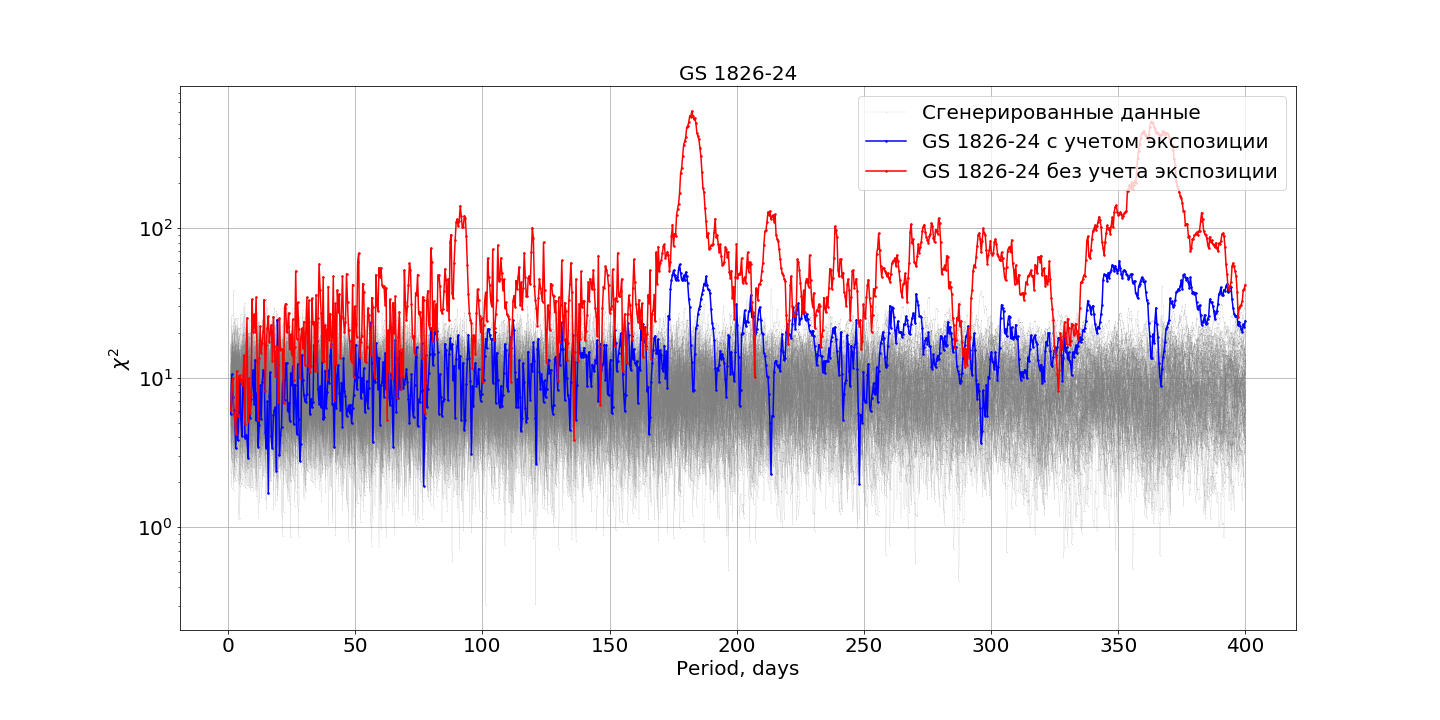 GS 1826-24
Сгенерированные данные
GS 1826-24 с учетом экспозиции
GS 1826-24 без учета экспозиции
χ²
10²
10¹
10⁰
0 50 100 150 200 250 300 350 400
Period, days